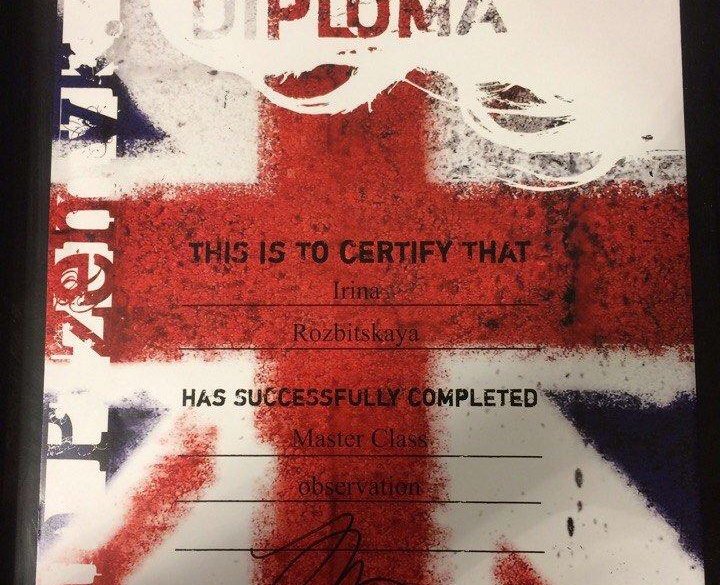 DIPLOMA
THIS IS TO CERTIFY THAT
Irina
Rozbitskaya
HAS SUCCESSFULLY COMPLETED
Master Class
observation